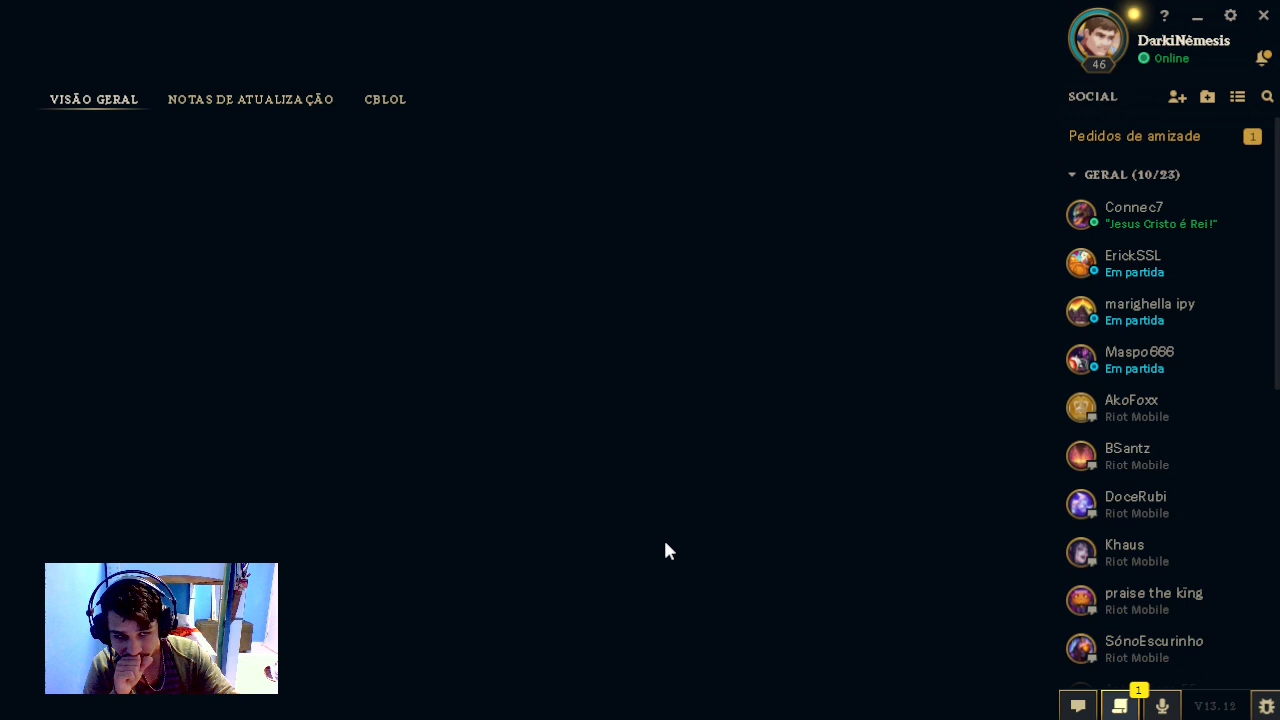 ?
DarkiNêmesis
46
Online
VISÃO GERAL
NOTAS DE ATUALIZAÇÃO
CBLOL
SOCIAL
Pedidos de amizade
1
GERAL (10/23)
Connec7
"Jesus Cristo é Rei!"
ErickSSL
Em partida
marighella ipy
Em partida
Maspo666
Em partida
AkoFoxx
Riot Mobile
BSantz
Riot Mobile
DoceRubi
Riot Mobile
Khaus
Riot Mobile
praise the kïng
Riot Mobile
SónoEscurinho
Riot Mobile
1
V13.12